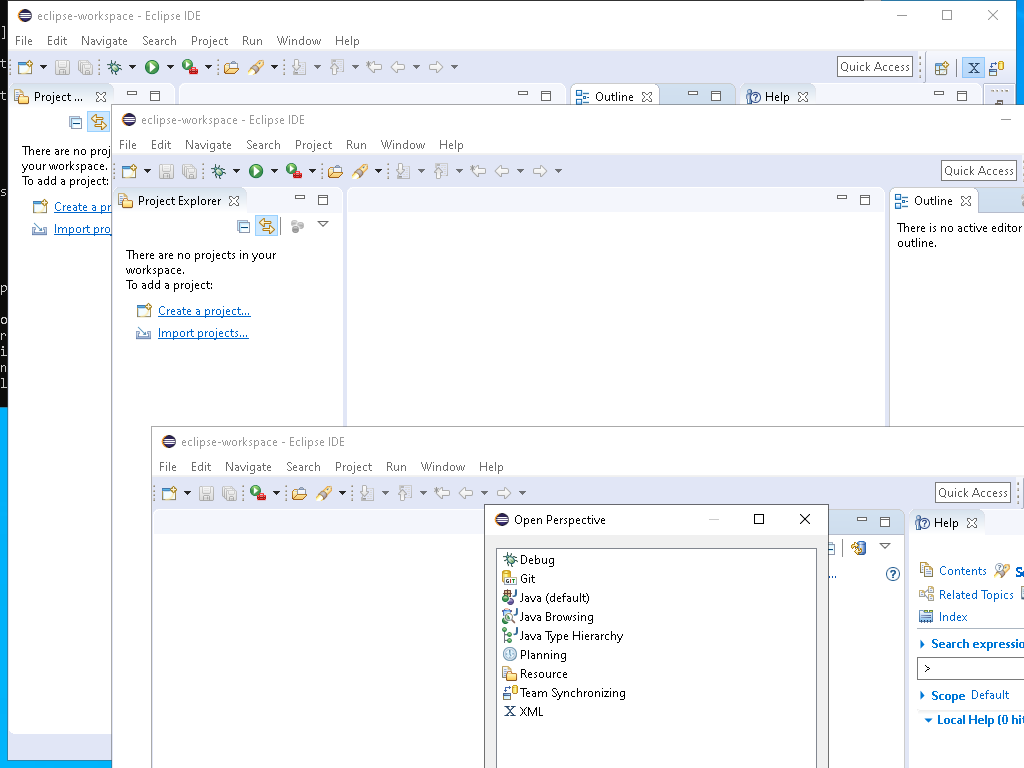 eclipse-workspace - Eclipse IDE
File Edit Navigate Search Project Run Window Help
Quick Access
X
Project ...
Outline
Help
There are no proj
your workspace.
To add a project:
Create a pr
Import pro
eclipse-workspace - Eclipse IDE
File Edit Navigate Search Project Run Window Help
Quick Access
Project Explorer
Outline
There are no projects in your
workspace.
To add a project:
Create a project...
Import projects...
There is no active editor
outline.
eclipse-workspace - Eclipse IDE
File Edit Navigate Search Project Run Window Help
Quick Access
Help
Open Perspective
Debug
Git
Java (default)
Java Browsing
Java Type Hierarchy
Planning
Resource
Team Synchronizing
XML
...
Contents
Related Topics
Index
Search expressio
>
Scope Default
Local Help (0 hit